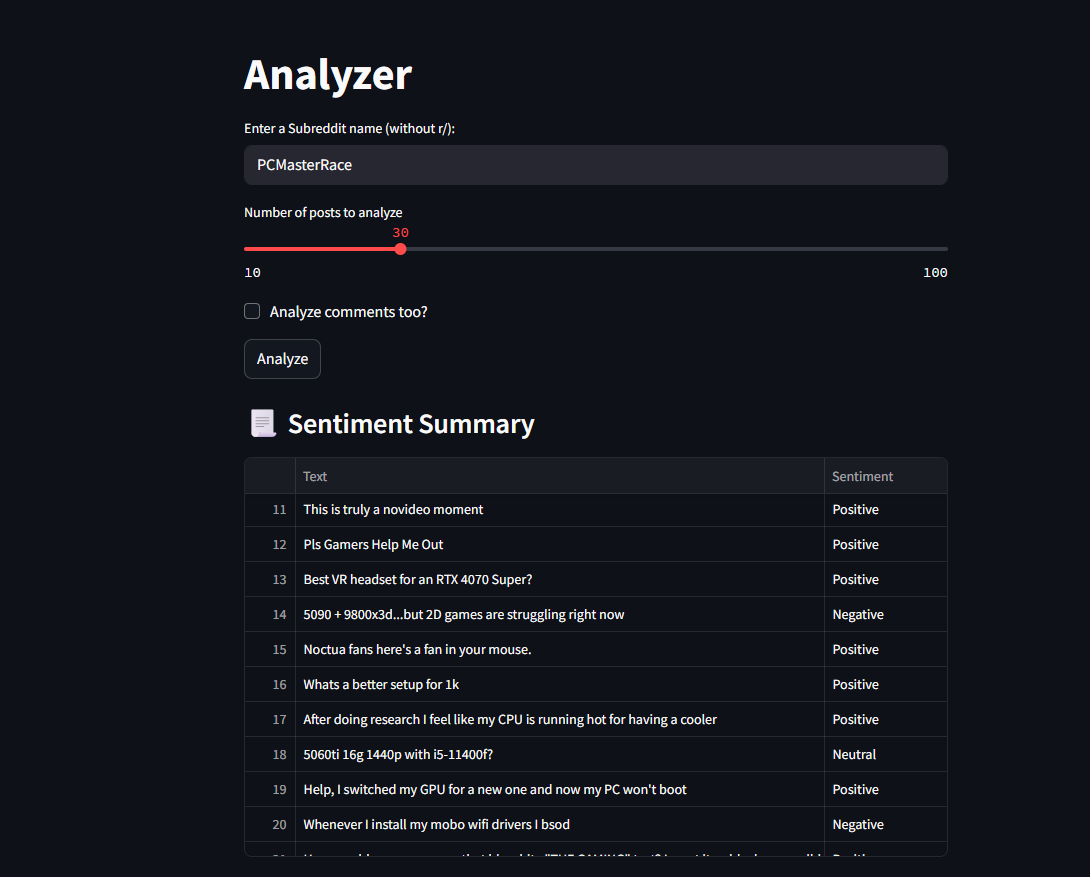 Analyzer
Enter a Subreddit name (without r/):
PCMasterRace
Number of posts to analyze
30
10 100
Analyze comments too?
Analyze
Sentiment Summary
Text Sentiment
11 This is truly a novideo moment Positive
12 Pls Gamers Help Me Out Positive
13 Best VR headset for an RTX 4070 Super? Positive
14 5090 + 9800x3d...but 2D games are struggling right now Negative
15 Noctua fans here's a fan in your mouse. Positive
16 Whats a better setup for 1k Positive
17 After doing research I feel like my CPU is running hot for having a cooler Positive
18 5060ti 16g 1440p with i5-11400f? Neutral
19 Help, I switched my GPU for a new one and now my PC won't boot Positive
20 Whenever I install my mobo wifi drivers I bsod Negative